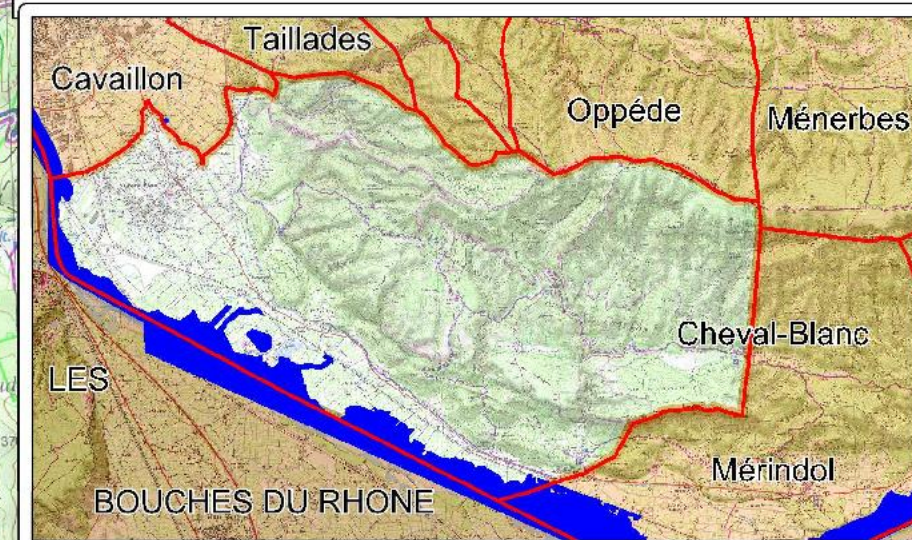 Taillades
Cavaillon
Oppéde
Ménerbes
Cheval-Blanc
LES
Mérindol
BOUCHES DU RHONE